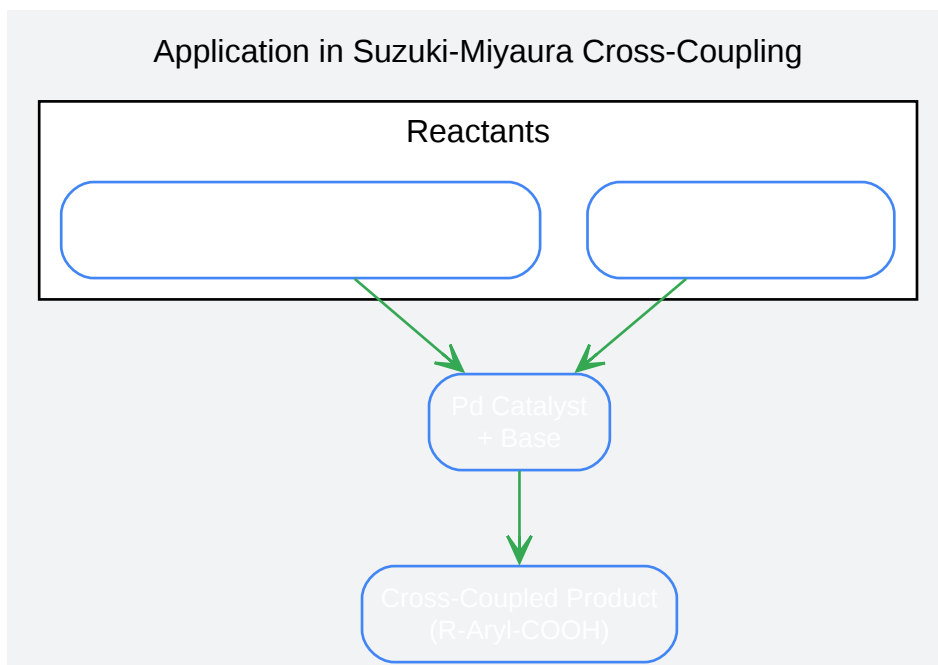 Application in Suzuki-Miyaura Cross-Coupling
Reactants
Pd Catalyst
+ Base
Cross-Coupled Product
(R-Aryl-COOH)